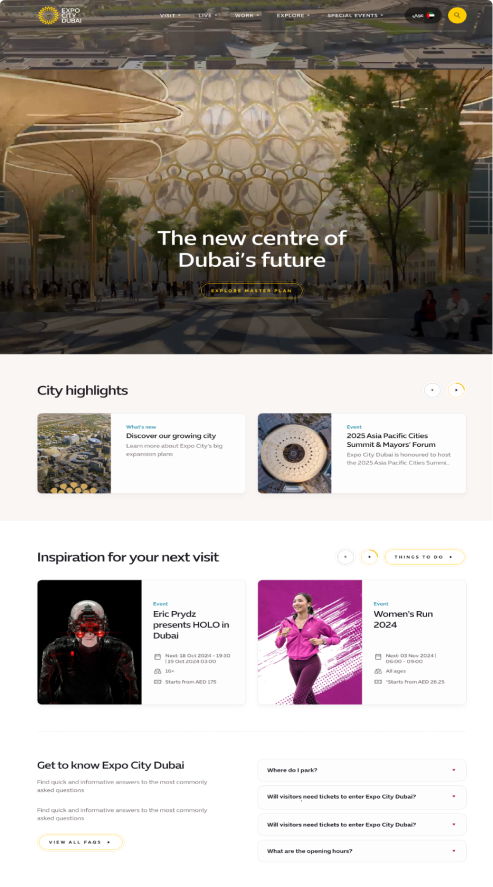 EXPO
CITY
DUBAI
VISIT
LIVE
WORK
EXPLORE
SPECIAL EVENTS
عربي
The new centre of
Dubai's future
EXPLORE MASTER PLAN
City highlights
What's new
Discover our growing city
Learn more about Expo City's big
expansion plans
Event
2025 Asia Pacific Cities
Summit & Mayors' Forum
Expo City Dubai is honoured to host
the 2025 Asia Pacific Cities Summi...
Inspiration for your next visit
THINGS TO DO
Event
Eric Prydz
presents HOLO in
Dubai
Next: 18 Oct 2024 - 19:30
| 19 Oct 2024 03:00
16+
Starts from AED 175
Event
Women's Run
2024
Next: 03 Nov 2024 |
06:00 - 09:00
All ages
*Starts from AED 26.25
Get to know Expo City Dubai
Find quick and informative answers to the most commonly
asked questions
Find quick and informative answers to the most commonly
asked questions
VIEW ALL FAQS
Where do I park?
Will visitors need tickets to enter Expo City Dubai?
Will visitors need tickets to enter Expo City Dubai?
What are the opening hours?